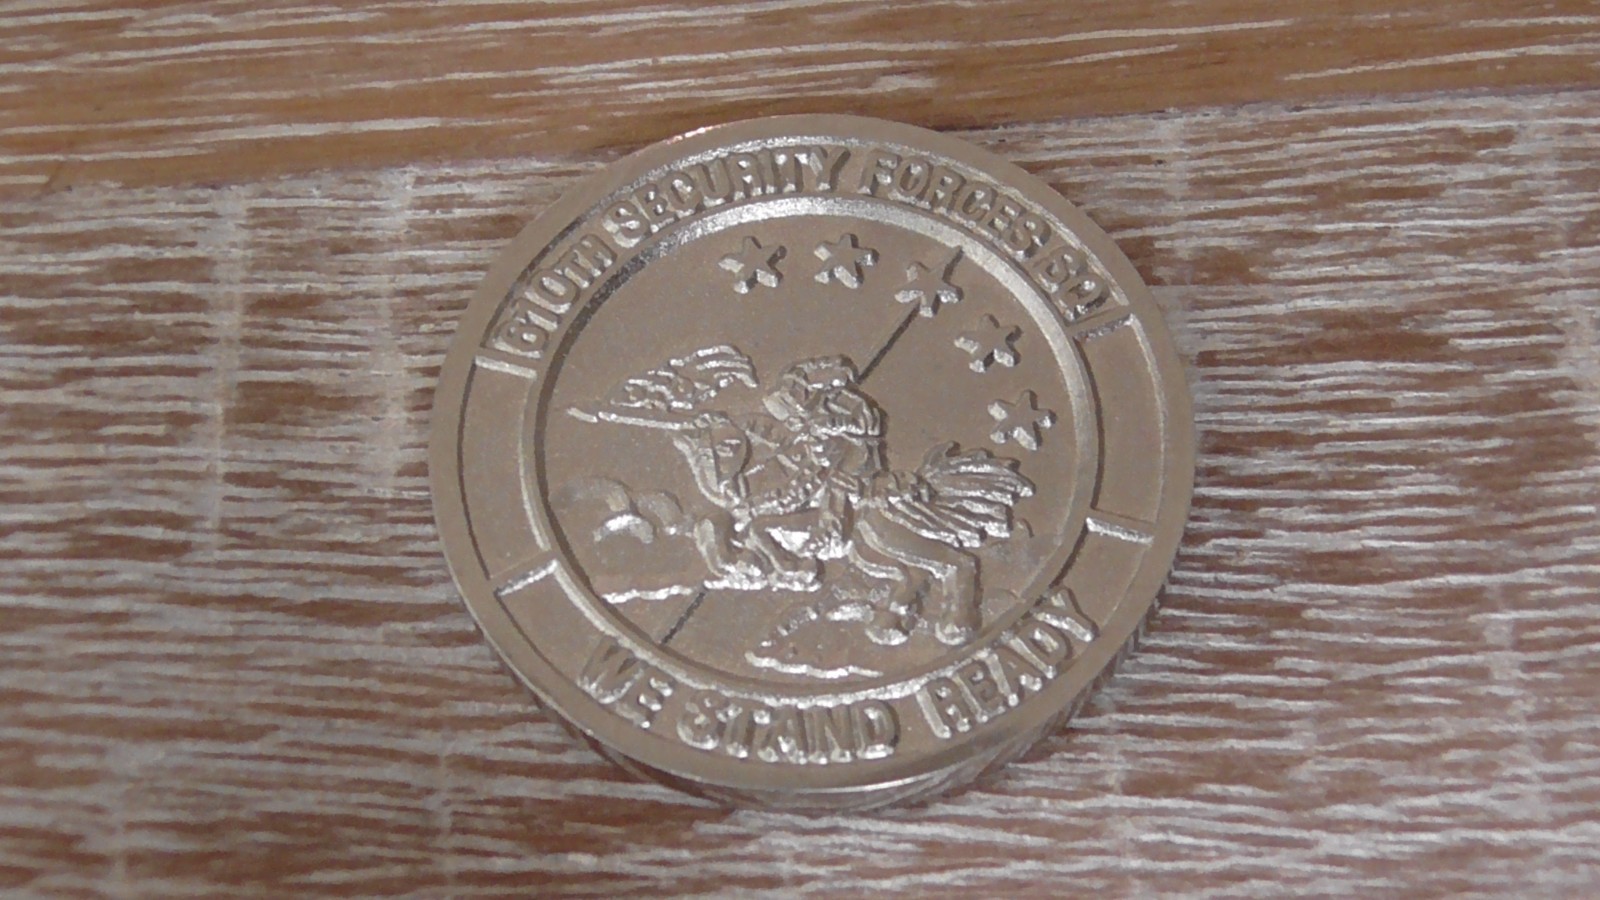 610TH SECURITY FORCES SQ
WE STAND READY